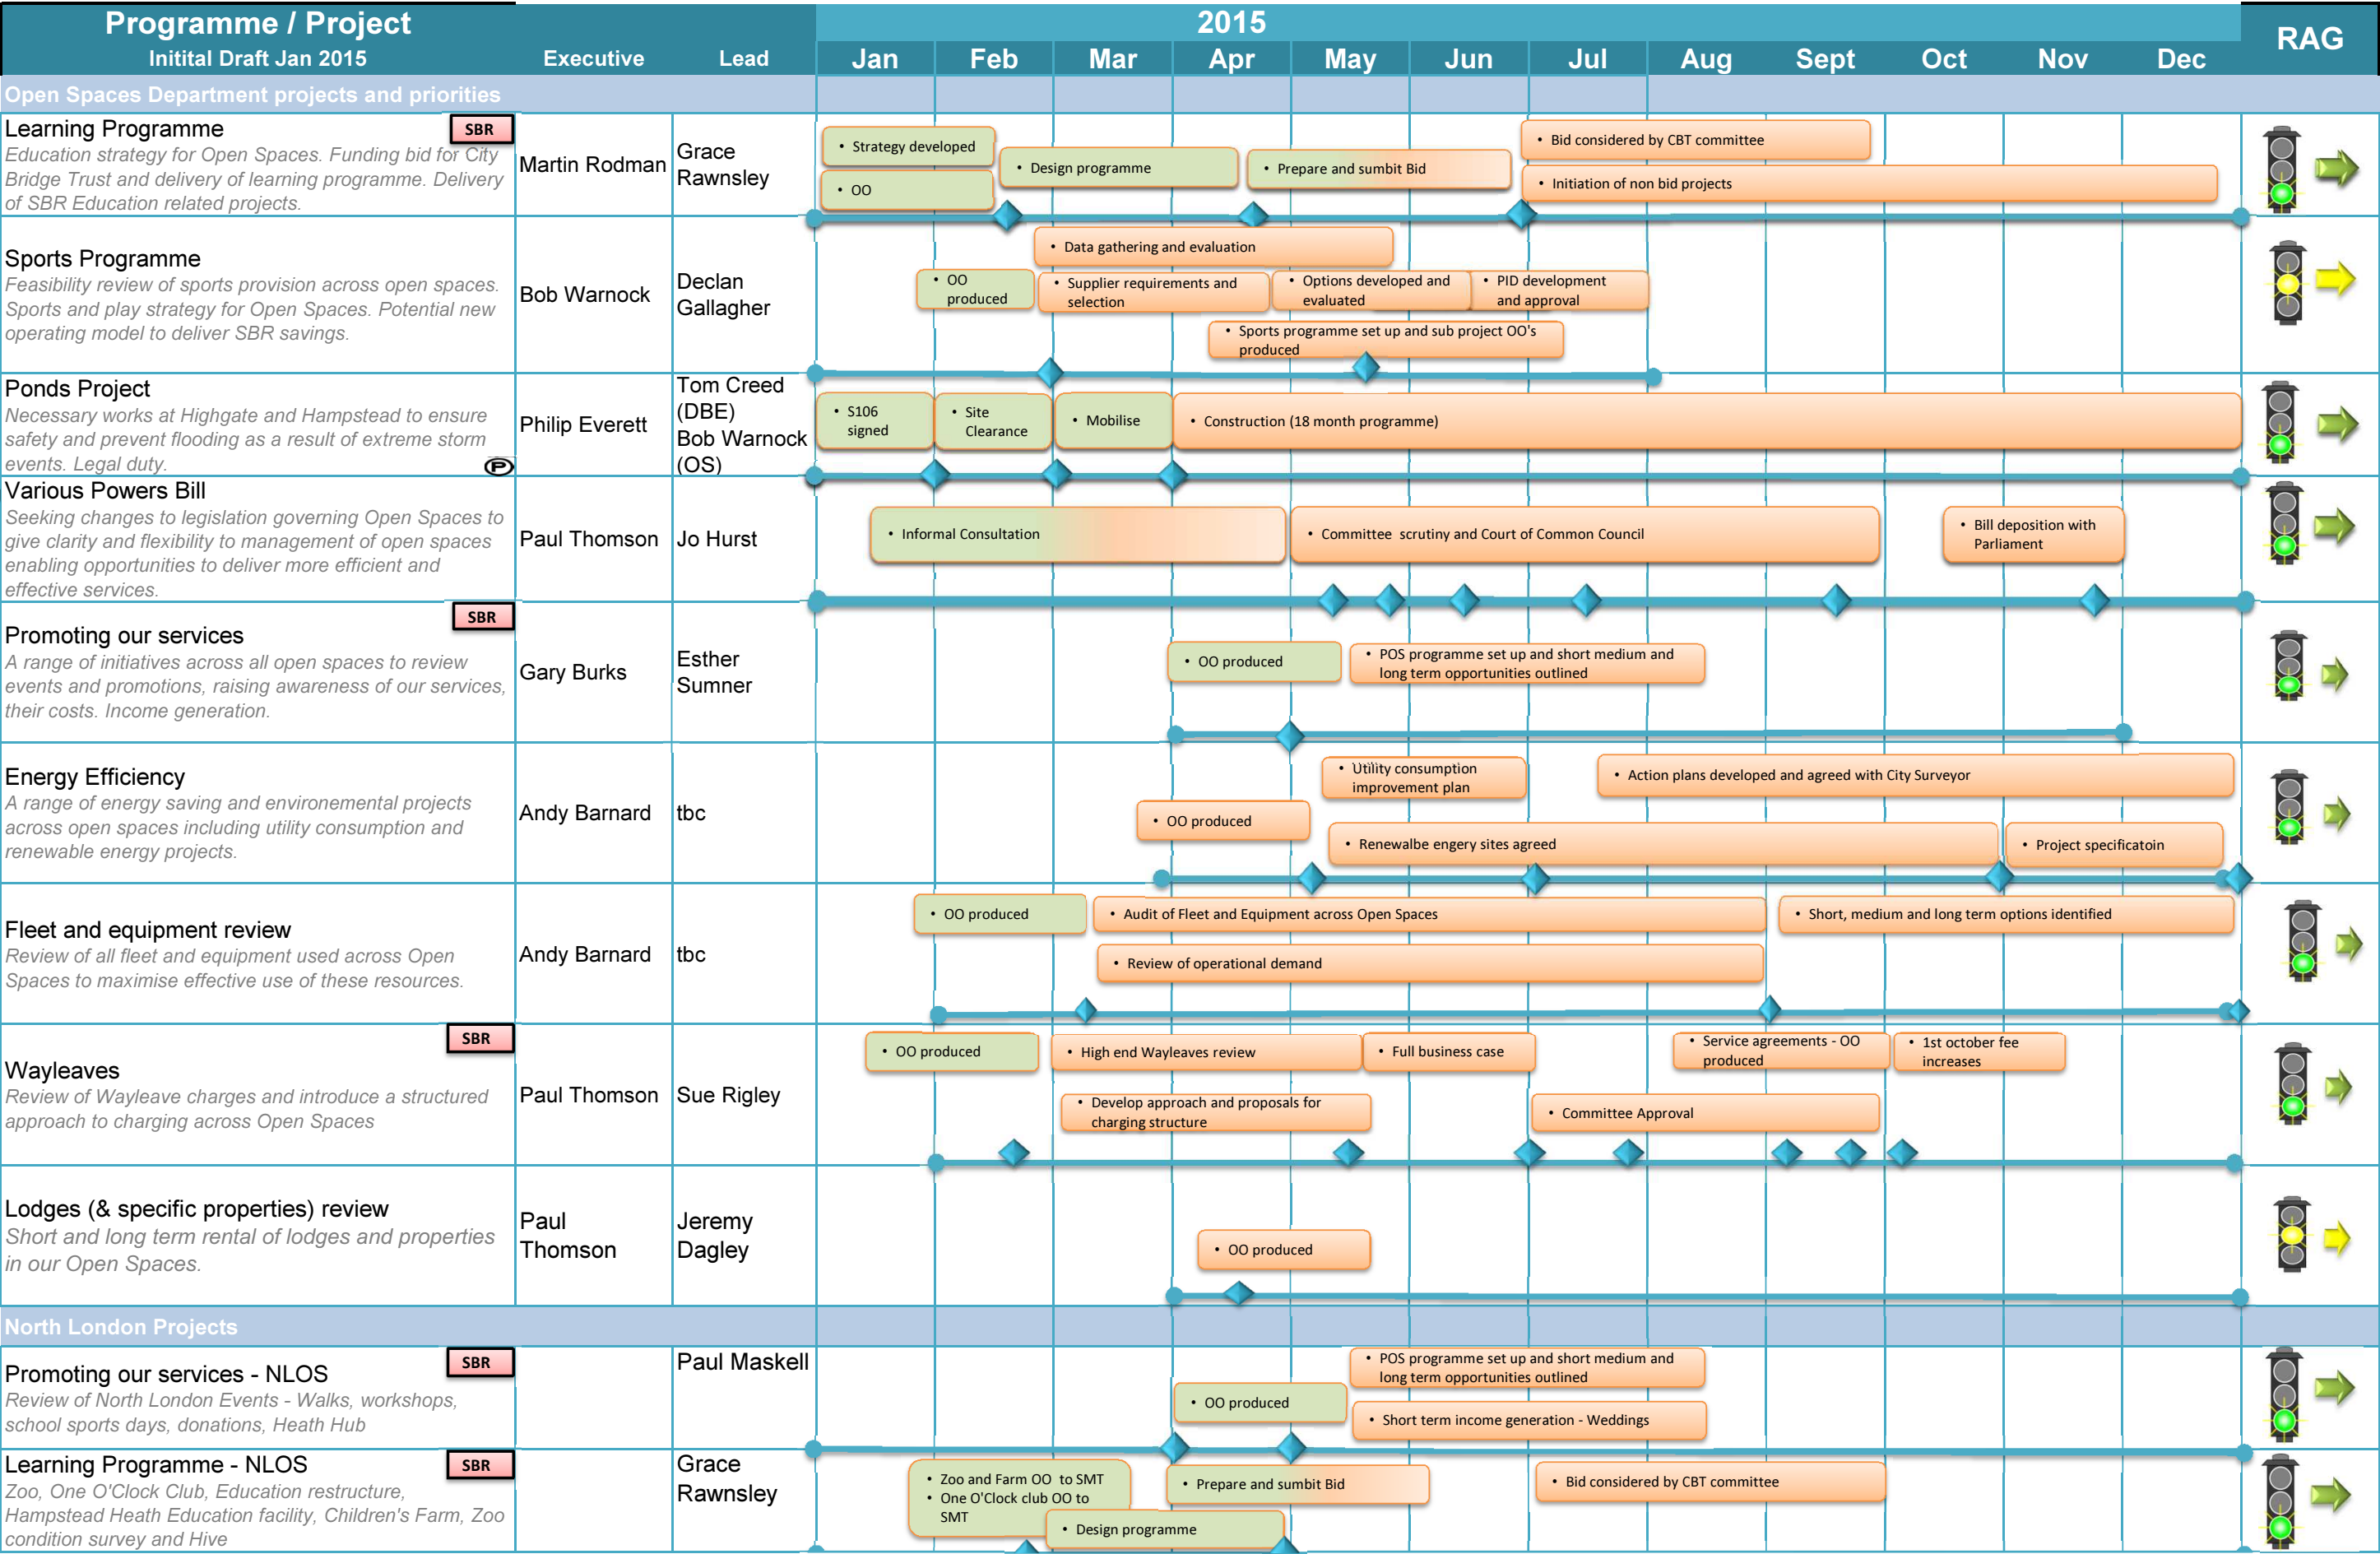 Programme / Project
2015
RAG
Initital Draft Jan 2015
Executive
Lead
Jan
Feb
Mar
Apr
May
Jun
Jul
Aug
Sept
Oct
Nov
Dec
Open Spaces Department projects and priorities
Learning Programme
SBR
Education strategy for Open Spaces. Funding bid for City
Bridge Trust and delivery of learning programme. Delivery
of SBR Education related projects.
Martin Rodman
Grace
Rawnsley
• Strategy developed
• OO
• Design programme
• Prepare and sumbit Bid
• Bid considered by CBT committee
• Initiation of non bid projects
Sports Programme
Feasibility review of sports provision across open spaces.
Sports and play strategy for Open Spaces. Potential new
operating model to deliver SBR savings.
Bob Warnock
Declan
Gallagher
• Data gathering and evaluation
• OO
produced
• Supplier requirements and
selection
• Options developed and
evaluated
• PID development
and approval
• Sports programme set up and sub project OO's
produced
Ponds Project
Necessary works at Highgate and Hampstead to ensure
safety and prevent flooding as a result of extreme storm
events. Legal duty.
P
Philip Everett
Tom Creed
(DBE)
Bob Warnock
(OS)
• S106
signed
• Site
Clearance
• Mobilise
• Construction (18 month programme)
Various Powers Bill
Seeking changes to legislation governing Open Spaces to
give clarity and flexibility to management of open spaces
enabling opportunities to deliver more efficient and
effective services.
Paul Thomson
Jo Hurst
• Informal Consultation
• Committee scrutiny and Court of Common Council
• Bill deposition with
Parliament
SBR
Promoting our services
A range of initiatives across all open spaces to review
events and promotions, raising awareness of our services,
their costs. Income generation.
Gary Burks
Esther
Sumner
• OO produced
• POS programme set up and short medium and
long term opportunities outlined
Energy Efficiency
A range of energy saving and environemental projects
across open spaces including utility consumption and
renewable energy projects.
Andy Barnard
tbc
• Utility consumption
improvement plan
• Action plans developed and agreed with City Surveyor
• OO produced
• Renewalbe engery sites agreed
• Project specificatoin
Fleet and equipment review
Review of all fleet and equipment used across Open
Spaces to maximise effective use of these resources.
Andy Barnard
tbc
• OO produced
• Audit of Fleet and Equipment across Open Spaces
• Short, medium and long term options identified
• Review of operational demand
SBR
Wayleaves
Review of Wayleave charges and introduce a structured
approach to charging across Open Spaces
Paul Thomson
Sue Rigley
• OO produced
• High end Wayleaves review
• Full business case
• Service agreements - OO
produced
• 1st october fee
increases
• Develop approach and proposals for
charging structure
• Committee Approval
Lodges (& specific properties) review
Short and long term rental of lodges and properties
in our Open Spaces.
Paul
Thomson
Jeremy
Dagley
• OO produced
North London Projects
Promoting our services - NLOS
SBR
Review of North London Events - Walks, workshops,
school sports days, donations, Heath Hub
Paul Maskell
• POS programme set up and short medium and
long term opportunities outlined
• OO produced
• Short term income generation - Weddings
Learning Programme - NLOS
SBR
Zoo, One O'Clock Club, Education restructure,
Hampstead Heath Education facility, Children's Farm, Zoo
condition survey and Hive
Grace
Rawnsley
• Zoo and Farm OO to SMT
• One O'Clock club OO to
SMT
• Design programme
• Prepare and sumbit Bid
• Bid considered by CBT committee